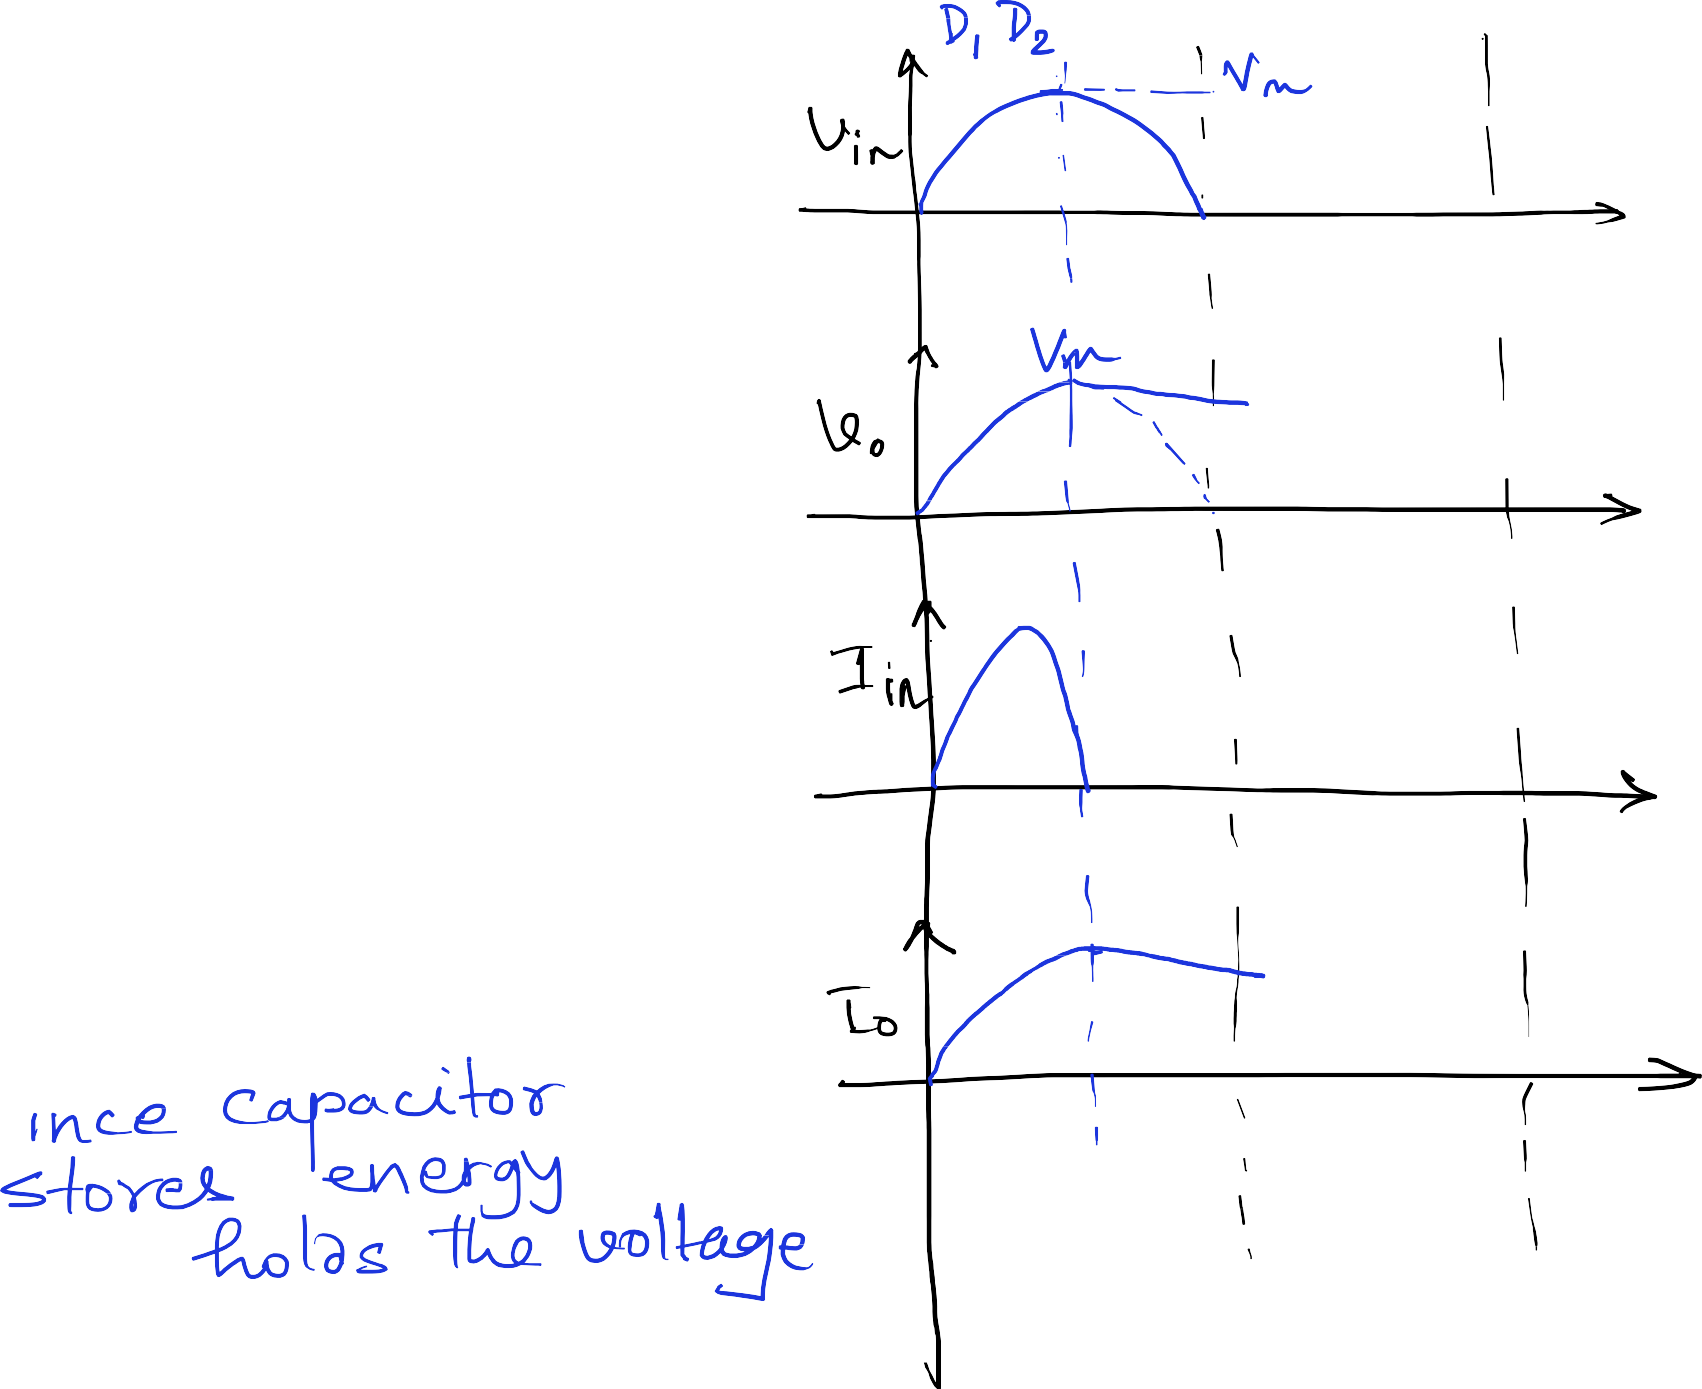 D₁ D₂
Vm
Vin
Vm
Vo
Iin
Io
ince capacitor
stores energy
holds the voltage